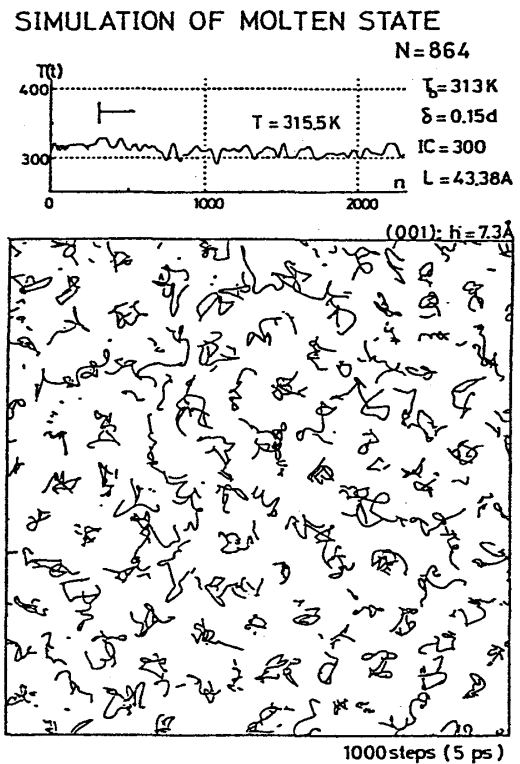 SIMULATION OF MOLTEN STATE
N=864
T(t)
400
300
T = 315.5K
n
0
1000
2000
T₀=313K
δ=0.15d
IC=300
L=43.38A
(001): h=7.3Å
1000steps (5 ps)